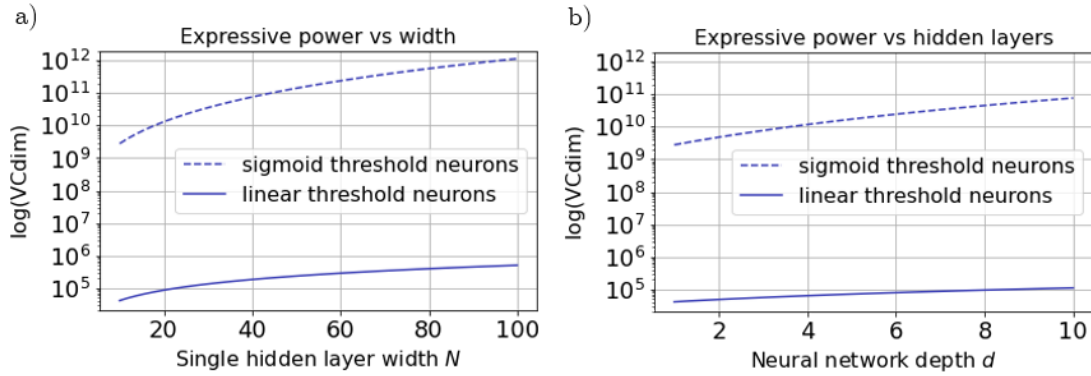 a)
Expressive power vs width
10^12
10^11
10^10
10^9
10^8
10^7
10^6
10^5
log(VCdim)
sigmoid threshold neurons
linear threshold neurons
20 40 60 80 100
Single hidden layer width N
b)
Expressive power vs hidden layers
10^12
10^11
10^10
10^9
10^8
10^7
10^6
10^5
log(VCdim)
sigmoid threshold neurons
linear threshold neurons
2 4 6 8 10
Neural network depth d